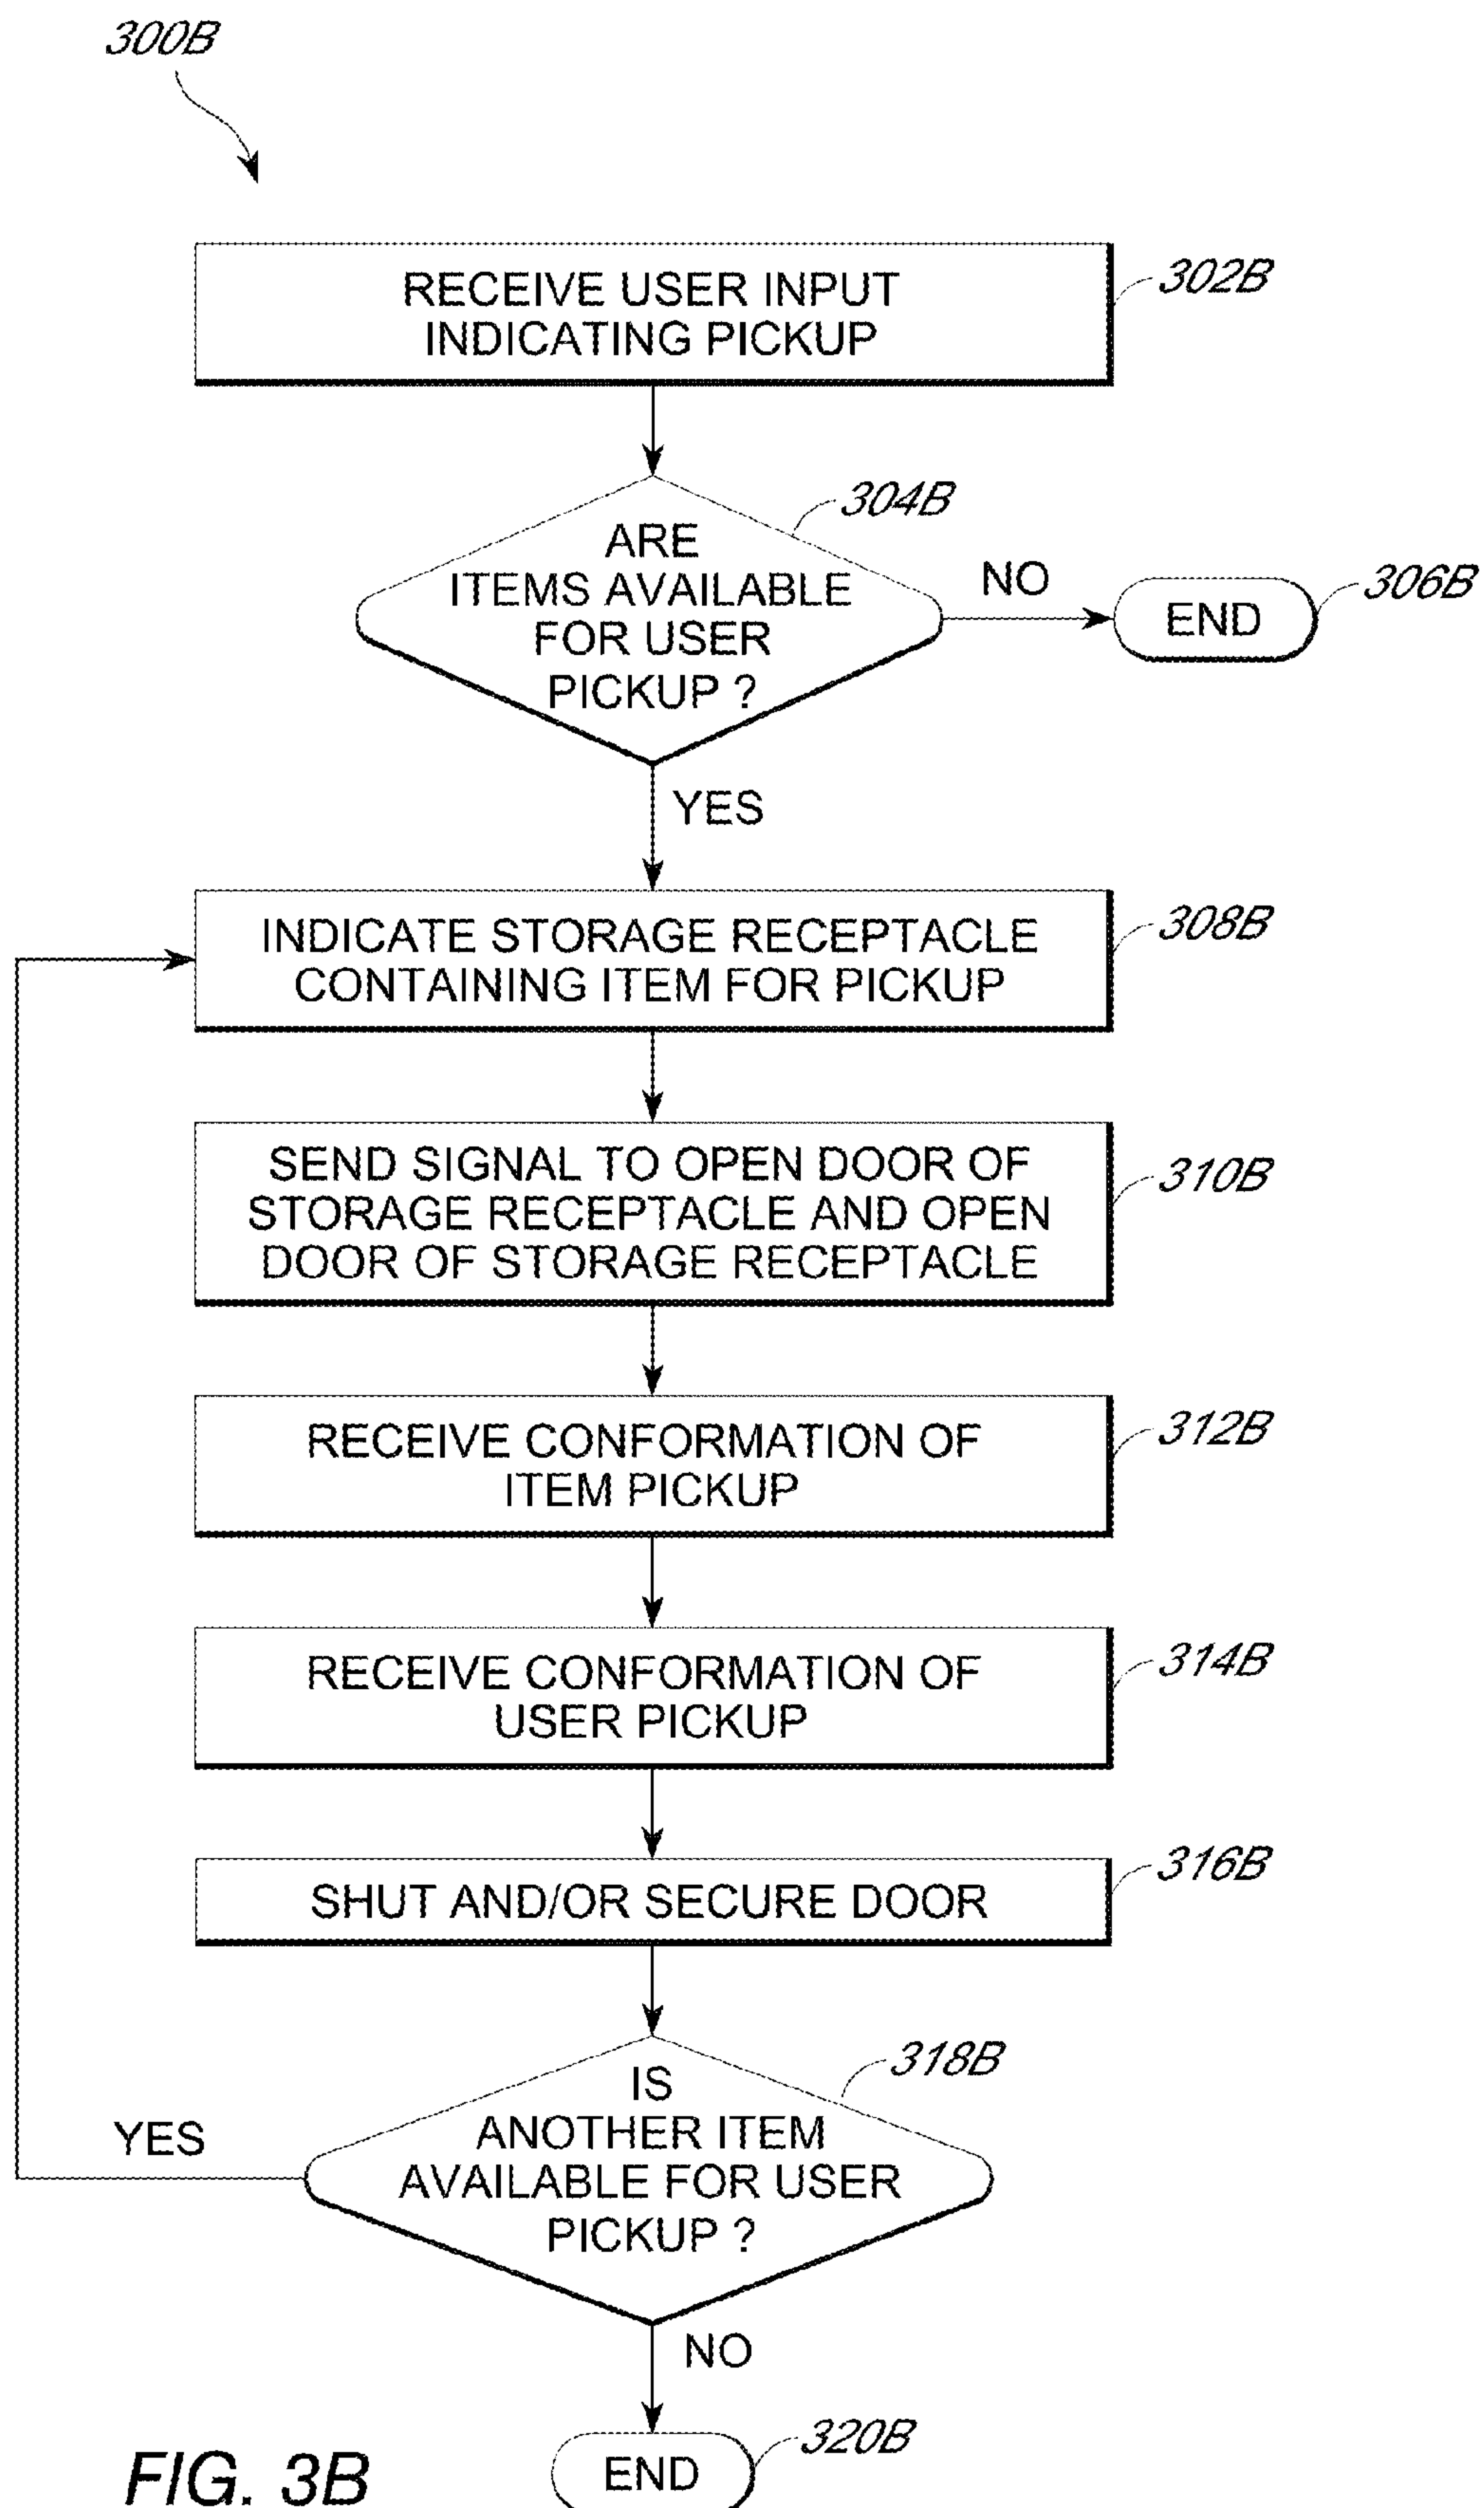 300B
RECEIVE USER INPUT
INDICATING PICKUP
302B
304B
ARE
ITEMS AVAILABLE
FOR USER
PICKUP ?
NO
END
306B
YES
INDICATE STORAGE RECEPTACLE
CONTAINING ITEM FOR PICKUP
308B
SEND SIGNAL TO OPEN DOOR OF
STORAGE RECEPTACLE AND OPEN
DOOR OF STORAGE RECEPTACLE
310B
RECEIVE CONFORMATION OF
ITEM PICKUP
312B
RECEIVE CONFORMATION OF
USER PICKUP
314B
SHUT AND/OR SECURE DOOR
316B
318B
IS
ANOTHER ITEM
AVAILABLE FOR USER
PICKUP ?
YES
NO
END
320B
FIG. 3B